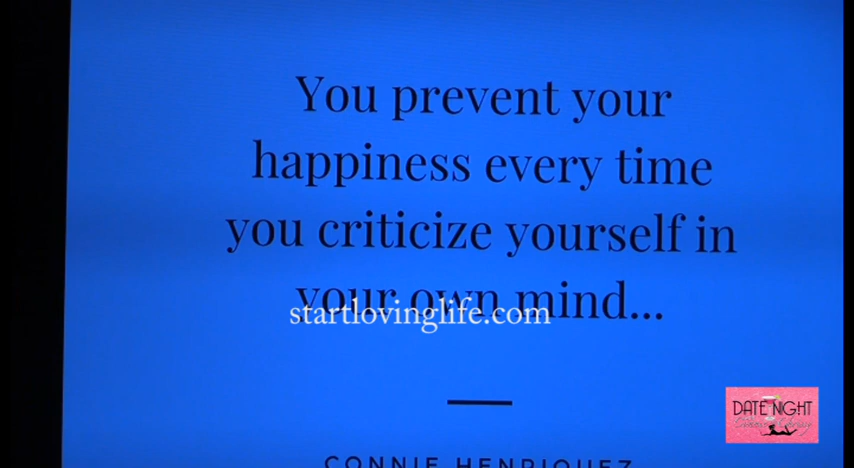 You prevent your
happiness every time
you criticize yourself in
your own mind...
startlovinglife.com
DATE NIGHT
CONNIE HENRIQUEZ